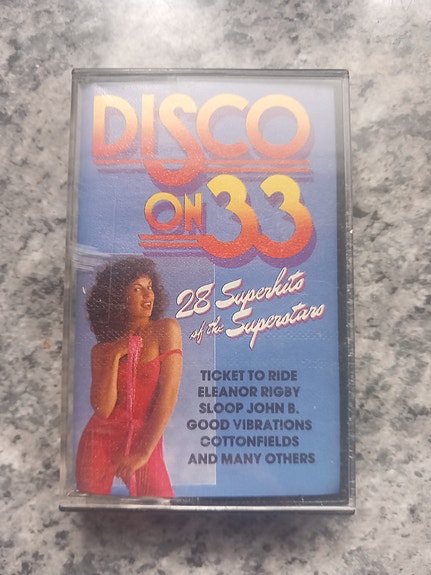 DISCO
ON 33
28 Superhits
of the Superstars
TICKET TO RIDE
ELEANOR RIGBY
SLOOP JOHN B.
GOOD VIBRATIONS
COTTONFIELDS
AND MANY OTHERS